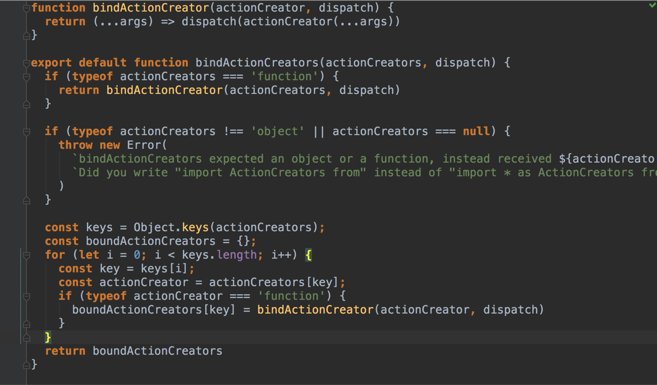 function bindActionCreator(actionCreator, dispatch) {
  return (...args) => dispatch(actionCreator(...args))
}

export default function bindActionCreators(actionCreators, dispatch) {
  if (typeof actionCreators === 'function') {
    return bindActionCreator(actionCreators, dispatch)
  }

  if (typeof actionCreators !== 'object' || actionCreators === null) {
    throw new Error(
      `bindActionCreators expected an object or a function, instead received ${actionCreato
      `Did you write "import ActionCreators from" instead of "import * as ActionCreators fr
    )
  }

  const keys = Object.keys(actionCreators);
  const boundActionCreators = {};
  for (let i = 0; i < keys.length; i++) {
    const key = keys[i];
    const actionCreator = actionCreators[key];
    if (typeof actionCreator === 'function') {
      boundActionCreators[key] = bindActionCreator(actionCreator, dispatch)
    }
  }
  return boundActionCreators
}